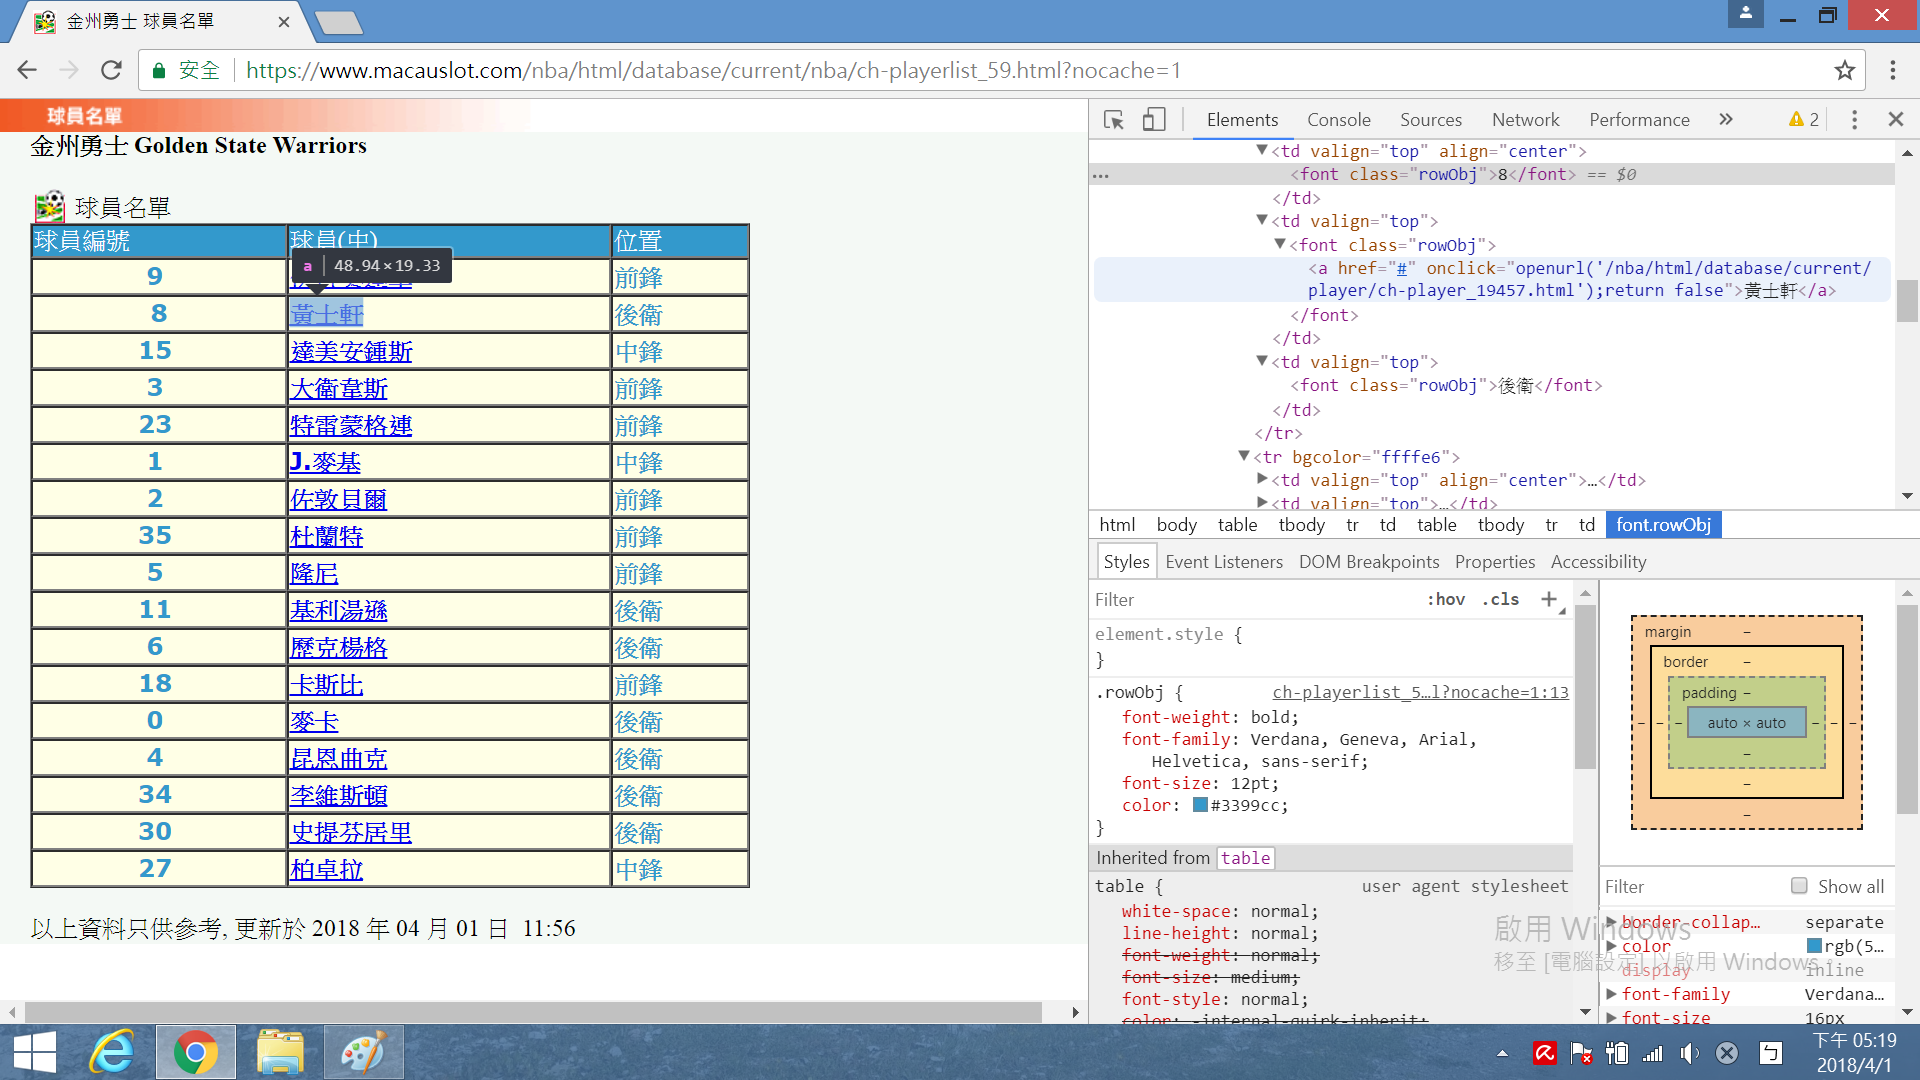 金州勇士 球員名單
安全 https://www.macauslot.com/nba/html/database/current/nba/ch-playerlist_59.html?nocache=1
球員名單
金州勇士 Golden State Warriors
球員名單
球員編號 球員(中) 位置
a 48.94×19.33
9 前鋒
8 黃士軒 後衛
15 達美安鍾斯 中鋒
3 大衛韋斯 前鋒
23 特雷蒙格連 前鋒
1 J.麥基 中鋒
2 佐敦貝爾 前鋒
35 杜蘭特 前鋒
5 隆尼 前鋒
11 基利湯遜 後衛
6 歷克楊格 後衛
18 卡斯比 前鋒
0 麥卡 後衛
4 昆恩曲克 後衛
34 李維斯頓 後衛
30 史提芬居里 後衛
27 柏卓拉 中鋒
以上資料只供參考, 更新於 2018 年 04 月 01 日 11:56
Elements Console Sources Network Performance » 2
<td valign="top" align="center">
… <font class="rowObj">8</font> == $0
</td>
<td valign="top">
<font class="rowObj">
<a href="#" onclick="openurl('/nba/html/database/current/
player/ch-player_19457.html');return false">黃士軒</a>
</font>
</td>
<td valign="top">
<font class="rowObj">後衛</font>
</td>
</tr>
<tr bgcolor="ffffe6">
<td valign="top" align="center">…</td>
<td valign="top">…</td>
html body table tbody tr td table tbody tr td font.rowObj
Styles Event Listeners DOM Breakpoints Properties Accessibility
Filter :hov .cls +
element.style {
}
.rowObj { ch-playerlist_5…l?nocache=1:13
font-weight: bold;
font-family: Verdana, Geneva, Arial,
Helvetica, sans-serif;
font-size: 12pt;
color: #3399cc;
}
Inherited from table
table { user agent stylesheet
white-space: normal;
line-height: normal;
font-weight: normal;
font-size: medium;
font-style: normal;
color: -internal-quirk-inherit;
margin –
border –
padding –
– – – auto × auto – – –
–
–
–
Filter Show all
border-collap… separate
color rgb(5…
display inline
font-family Verdana…
font-size 16px
啟用 Windows
移至 [電腦設定] 以啟用 Windows。
下午 05:19
2018/4/1